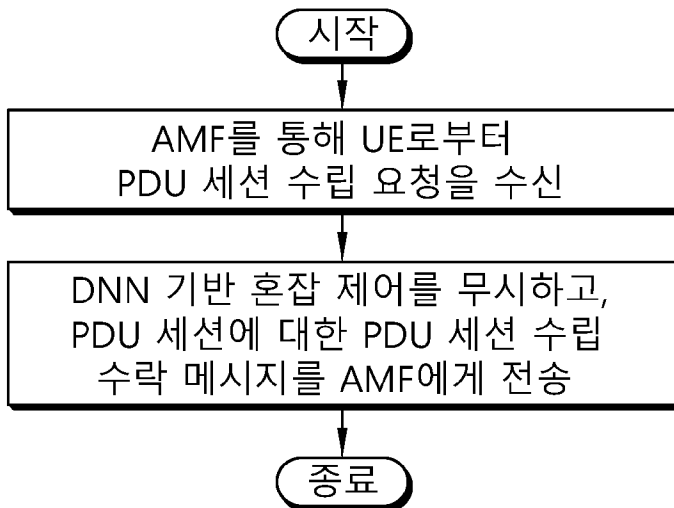 시작
AMF를 통해 UE로부터
PDU 세션 수립 요청을 수신
DNN 기반 혼잡 제어를 무시하고,
PDU 세션에 대한 PDU 세션 수립
수락 메시지를 AMF에게 전송
종료